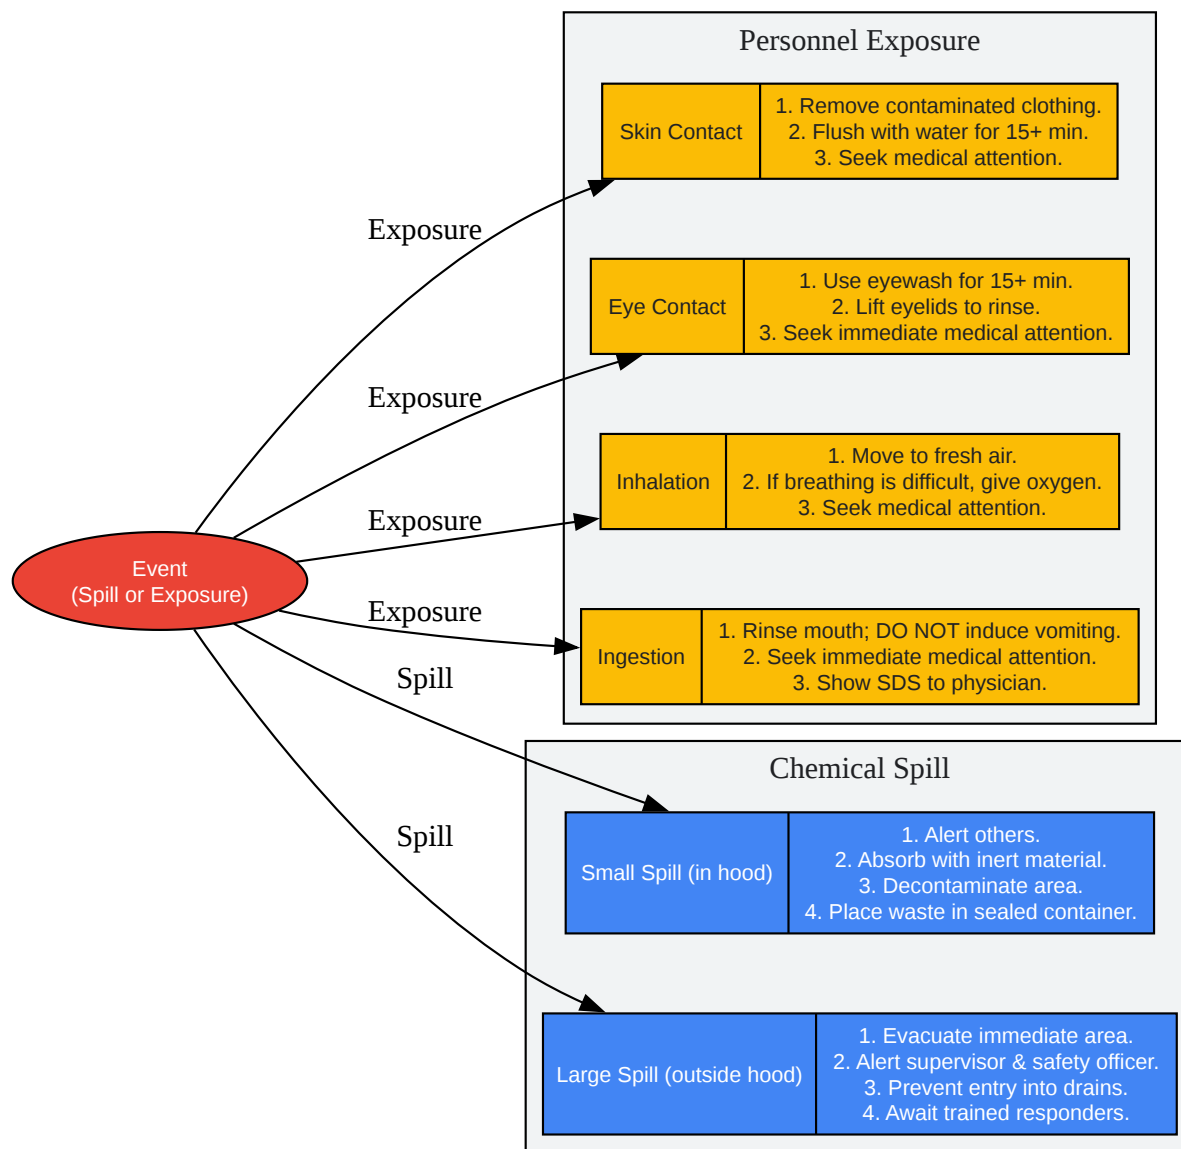 Personnel Exposure
Skin Contact
1. Remove contaminated clothing.
2. Flush with water for 15+ min.
3. Seek medical attention.
Exposure
Eye Contact
1. Use eyewash for 15+ min.
2. Lift eyelids to rinse.
3. Seek immediate medical attention.
Exposure
Inhalation
1. Move to fresh air.
2. If breathing is difficult, give oxygen.
3. Seek medical attention.
Exposure
Event
(Spill or Exposure)
Exposure
Ingestion
1. Rinse mouth; DO NOT induce vomiting.
2. Seek immediate medical attention.
3. Show SDS to physician.
Spill
Chemical Spill
Small Spill (in hood)
1. Alert others.
2. Absorb with inert material.
3. Decontaminate area.
4. Place waste in sealed container.
Spill
Large Spill (outside hood)
1. Evacuate immediate area.
2. Alert supervisor & safety officer.
3. Prevent entry into drains.
4. Await trained responders.